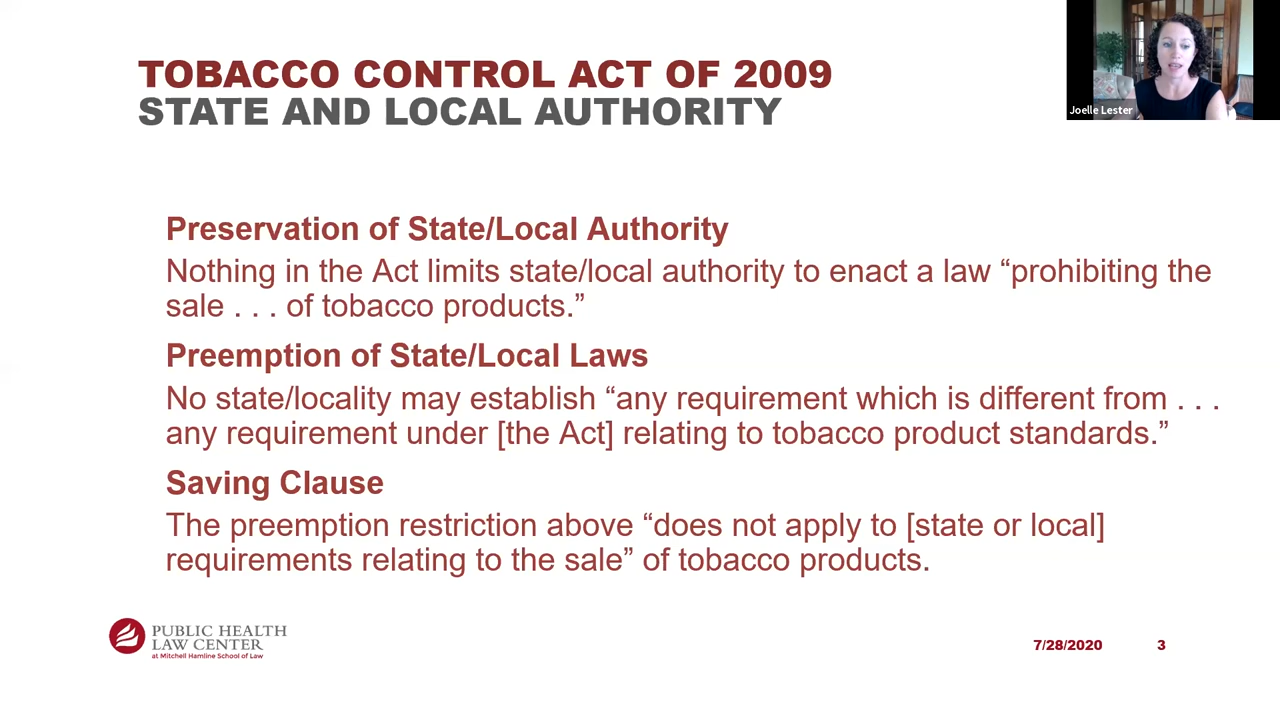 TOBACCO CONTROL ACT OF 2009
STATE AND LOCAL AUTHORITY
Joelle Lester
Preservation of State/Local Authority
Nothing in the Act limits state/local authority to enact a law “prohibiting the
sale . . . of tobacco products.”
Preemption of State/Local Laws
No state/locality may establish “any requirement which is different from . . .
any requirement under [the Act] relating to tobacco product standards.”
Saving Clause
The preemption restriction above “does not apply to [state or local]
requirements relating to the sale” of tobacco products.
PUBLIC HEALTH
LAW CENTER
at Mitchell Hamline School of Law
7/28/2020 3